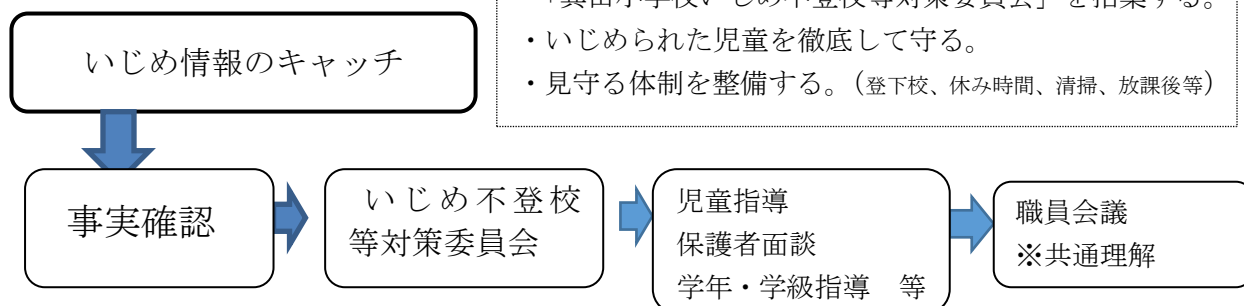 小学校いじめ不登校等対策委員会」を招集する。
・いじめられた児童を徹底して守る。
・見守る体制を整備する。（登下校、休み時間、清掃、放課後等）
いじめ情報のキャッチ
事実確認
いじめ不登校
等対策委員会
児童指導
保護者面談
学年・学級指導　等
職員会議
※共通理解